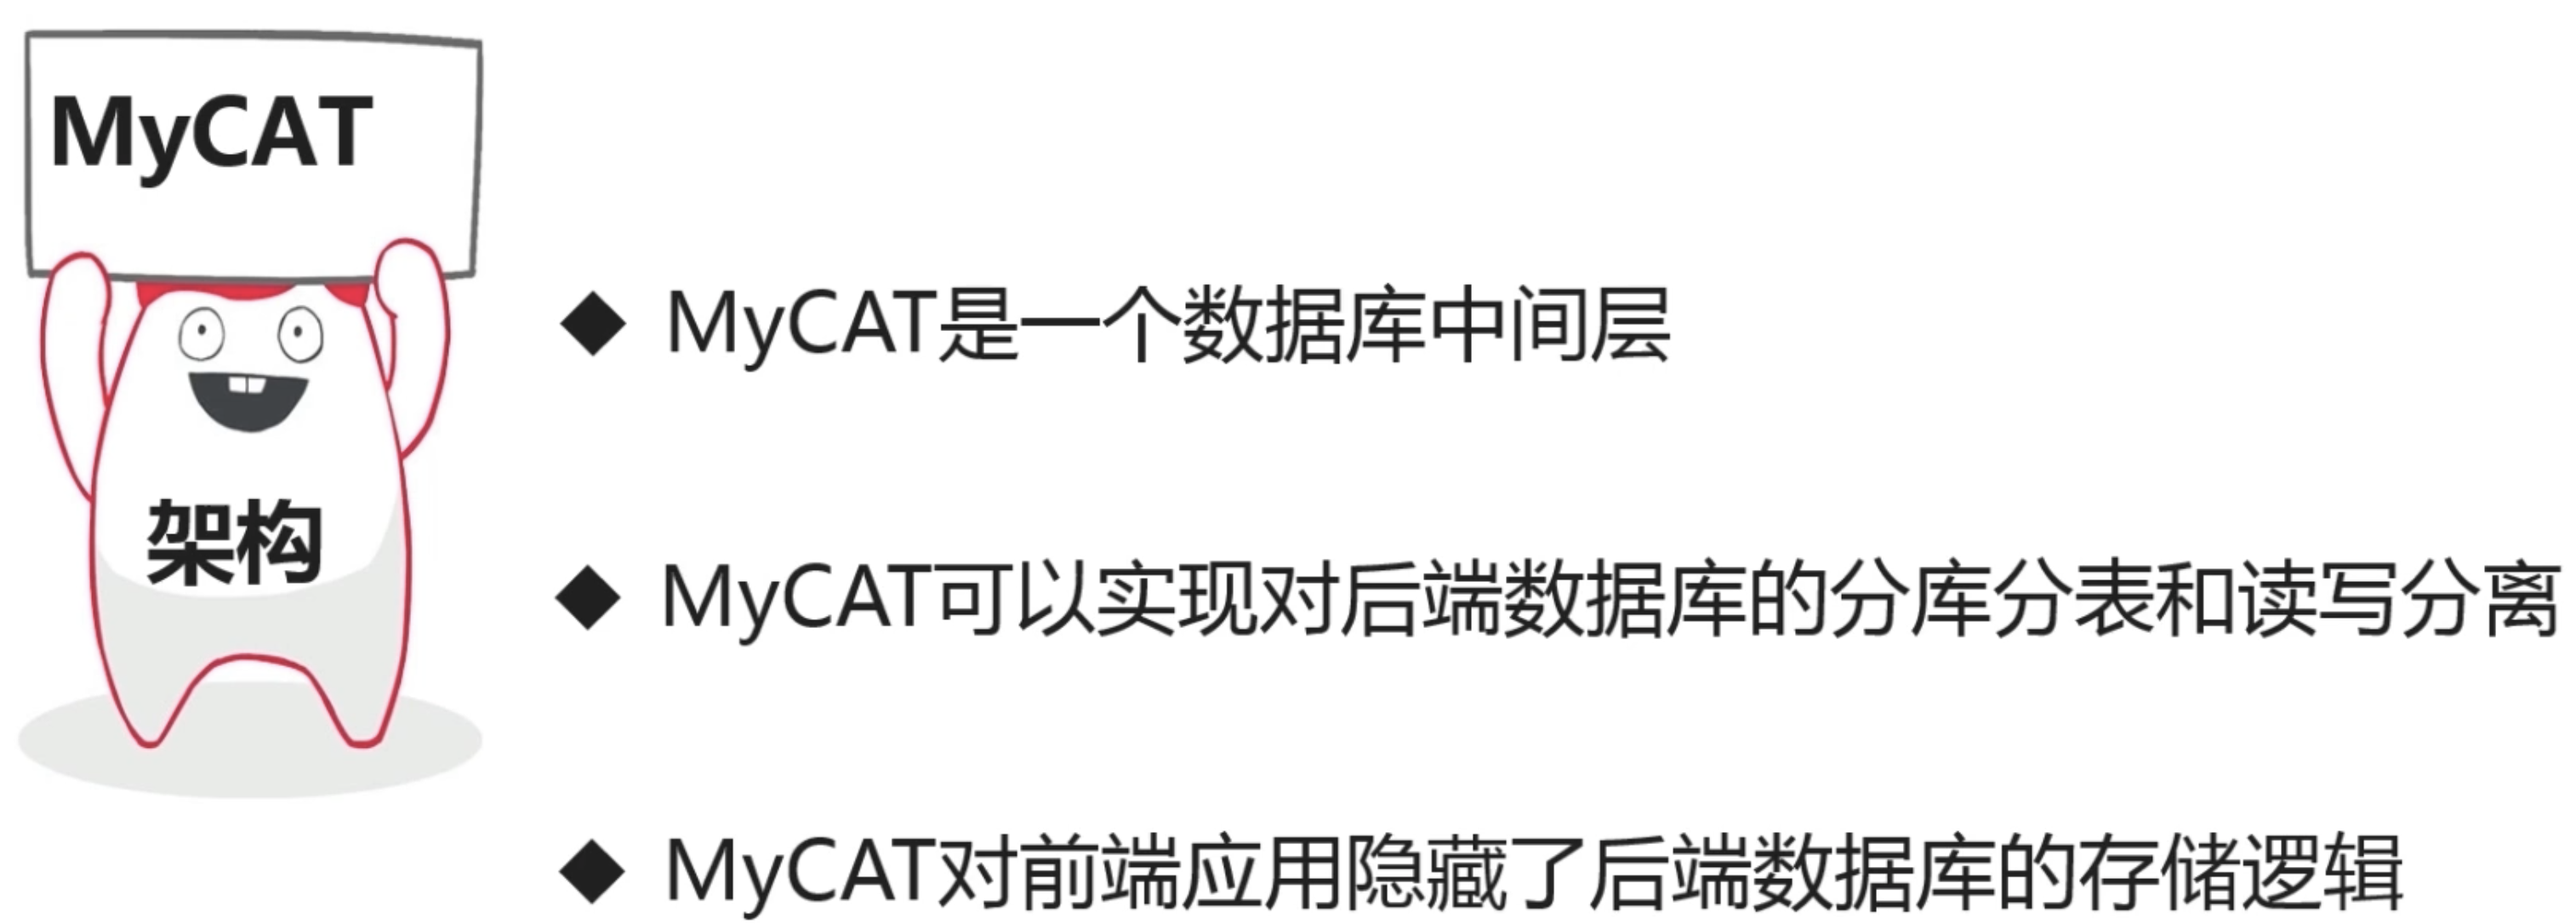 MyCAT
架构
◆ MyCAT是一个数据库中间层
◆ MyCAT可以实现对后端数据库的分库分表和读写分离
◆ MyCAT对前端应用隐藏了后端数据库的存储逻辑